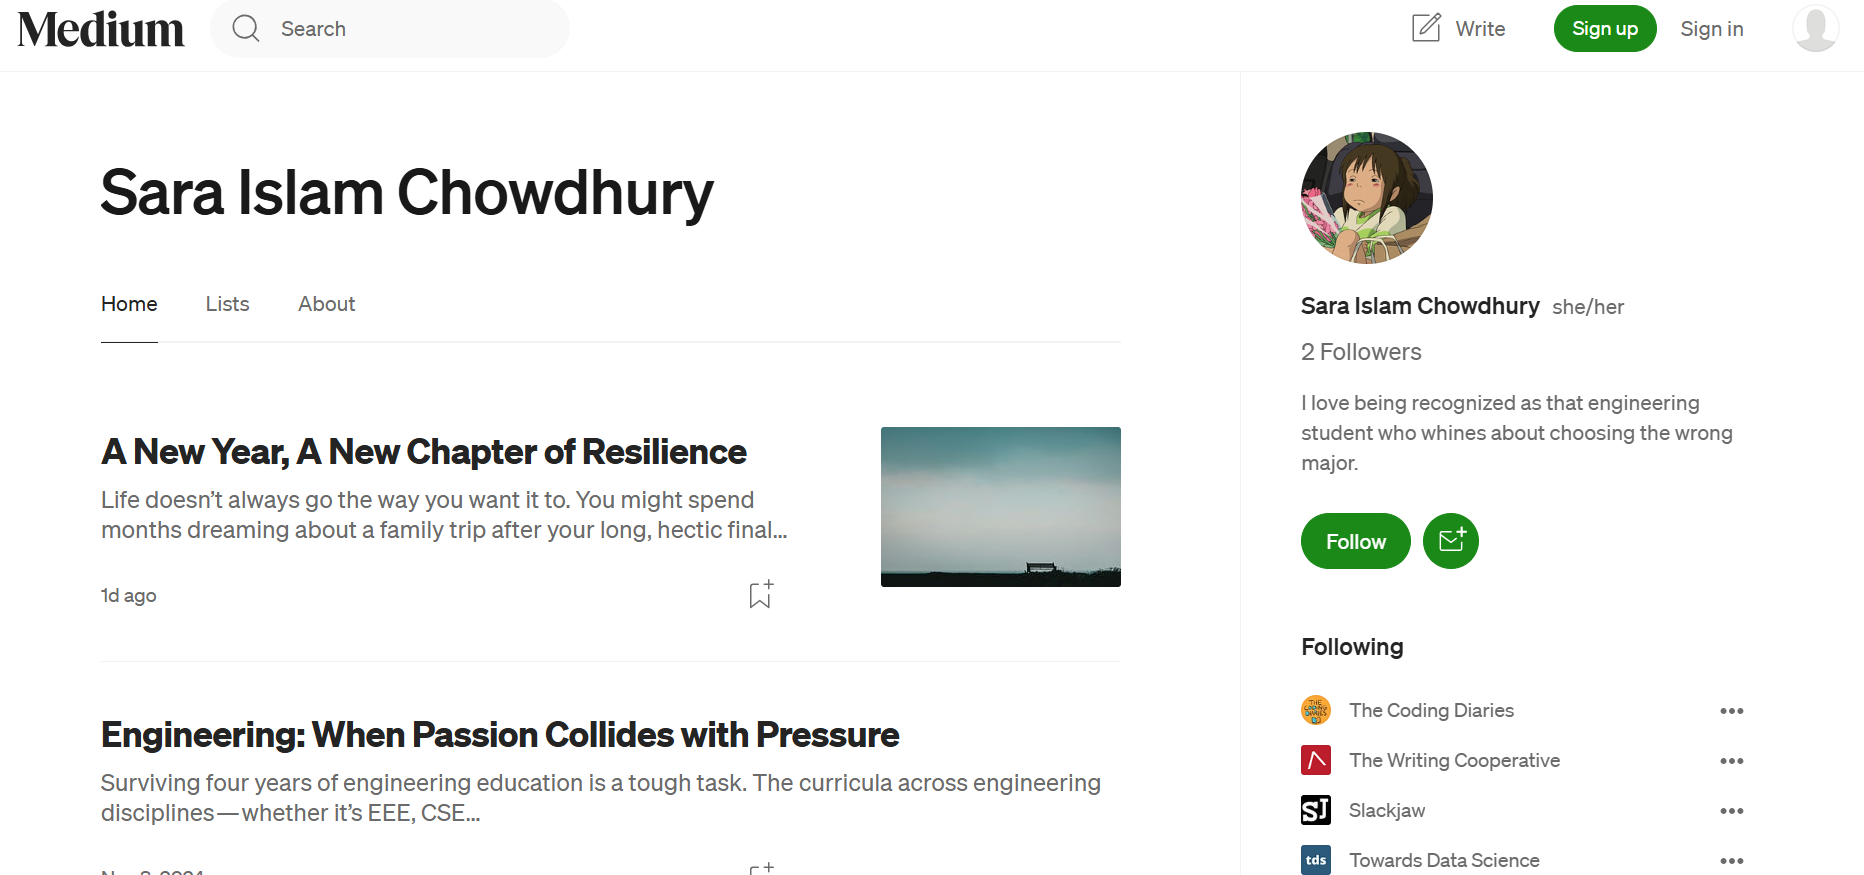 Medium
Search
Write
Sign up
Sign in
Sara Islam Chowdhury
Home
Lists
About
A New Year, A New Chapter of Resilience
Life doesn’t always go the way you want it to. You might spend
months dreaming about a family trip after your long, hectic final...
1d ago
Engineering: When Passion Collides with Pressure
Surviving four years of engineering education is a tough task. The curricula across engineering
disciplines — whether it’s EEE, CSE...
Sara Islam Chowdhury she/her
2 Followers
I love being recognized as that engineering
student who whines about choosing the wrong
major.
Follow
Following
THE
CODING
DIARIES
The Coding Diaries
The Writing Cooperative
SJ
Slackjaw
tds
Towards Data Science